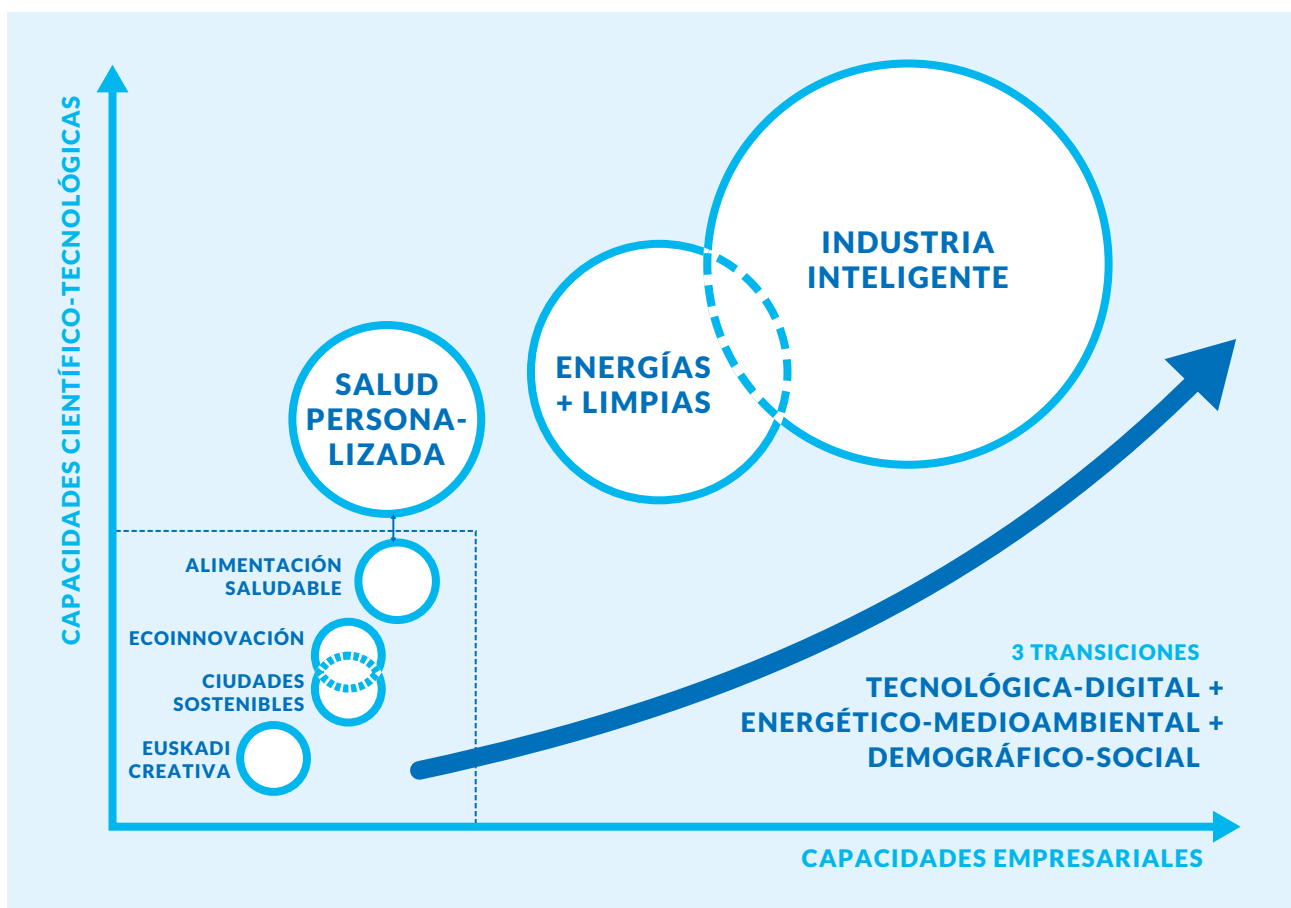 CAPACIDADES CIENTÍFICO-TECNOLÓGICAS
INDUSTRIA
INTELIGENTE
ENERGÍAS
+ LIMPIAS
SALUD
PERSONA-
LIZADA
ALIMENTACIÓN
SALUDABLE
ECOINNOVACIÓN
CIUDADES
SOSTENIBLES
EUSKADI
CREATIVA
3 TRANSICIONES
TECNOLÓGICA-DIGITAL +
ENERGÉTICO-MEDIOAMBIENTAL +
DEMOGRÁFICO-SOCIAL
CAPACIDADES EMPRESARIALES